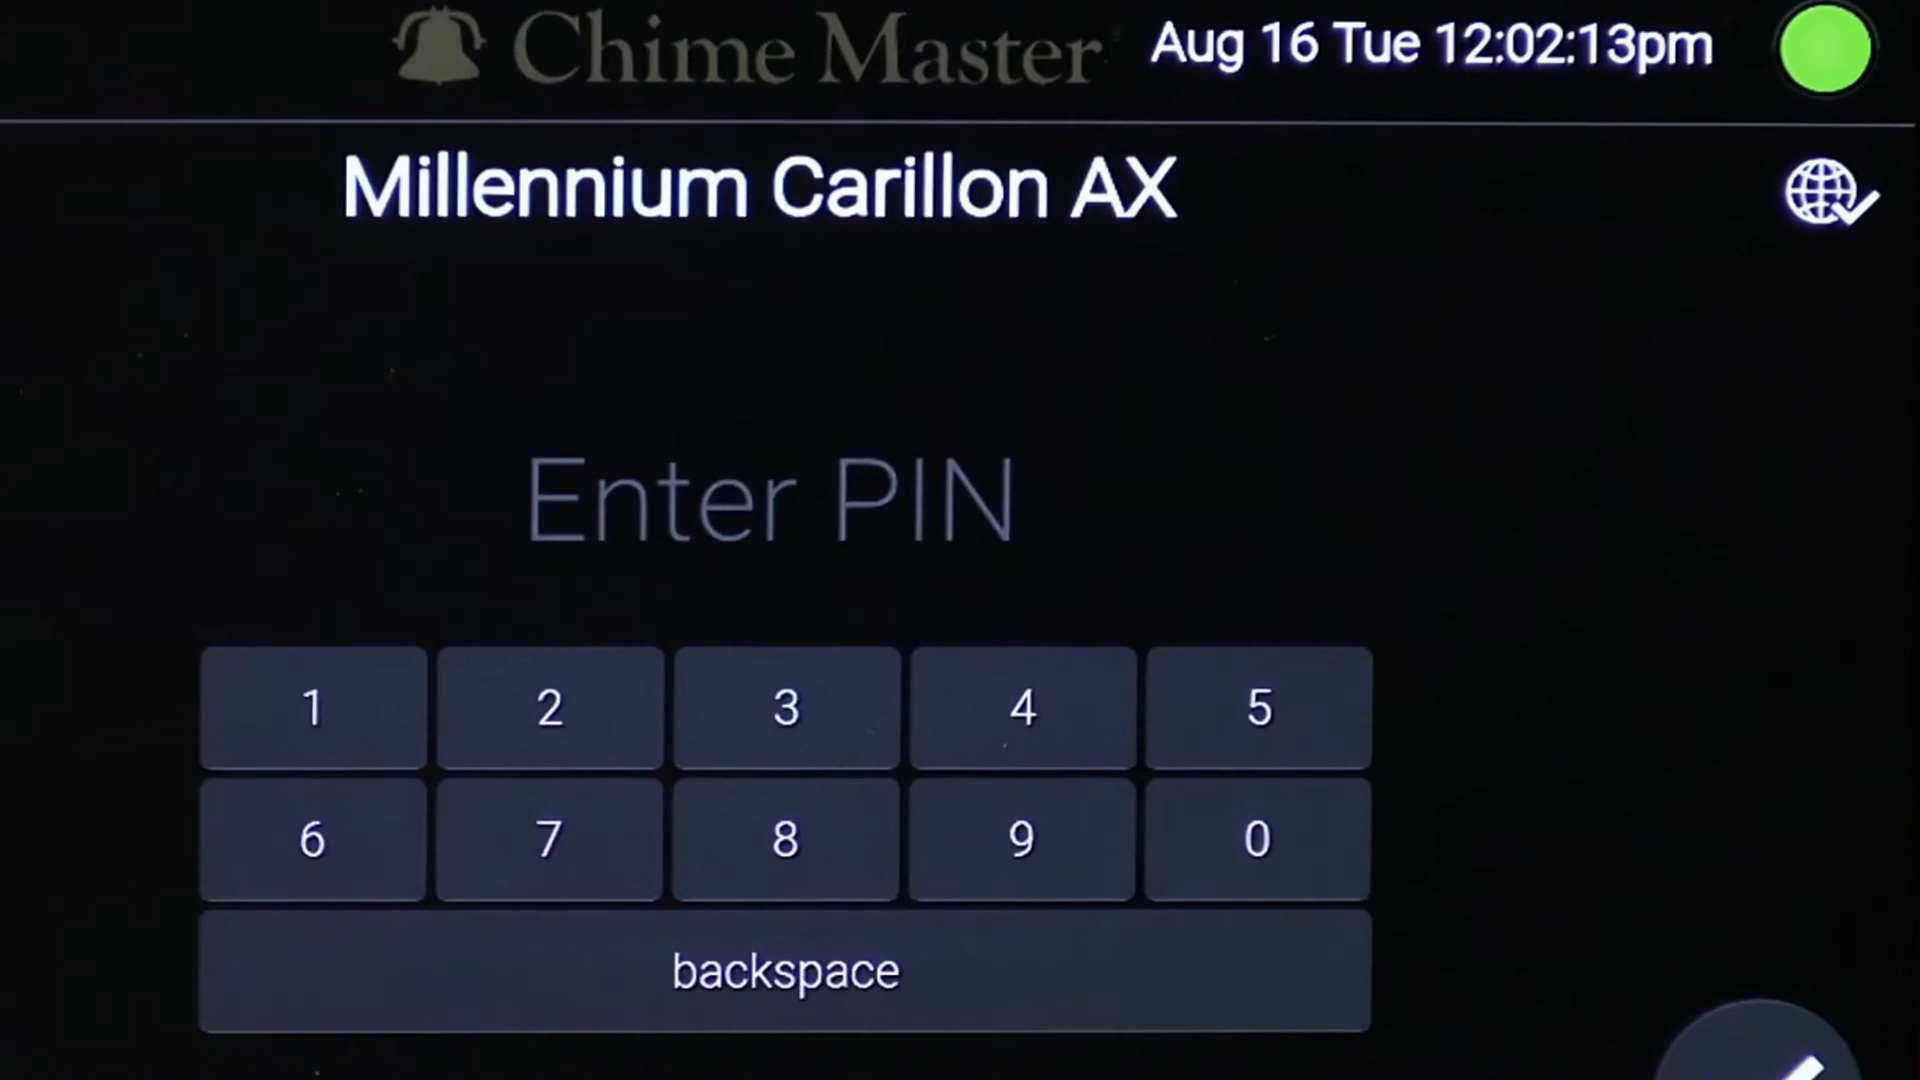 Chime Master Aug 16 Tue 12:02:13pm
Millennium Carillon AX
Enter PIN
1 2 3 4 5
6 7 8 9 0
backspace